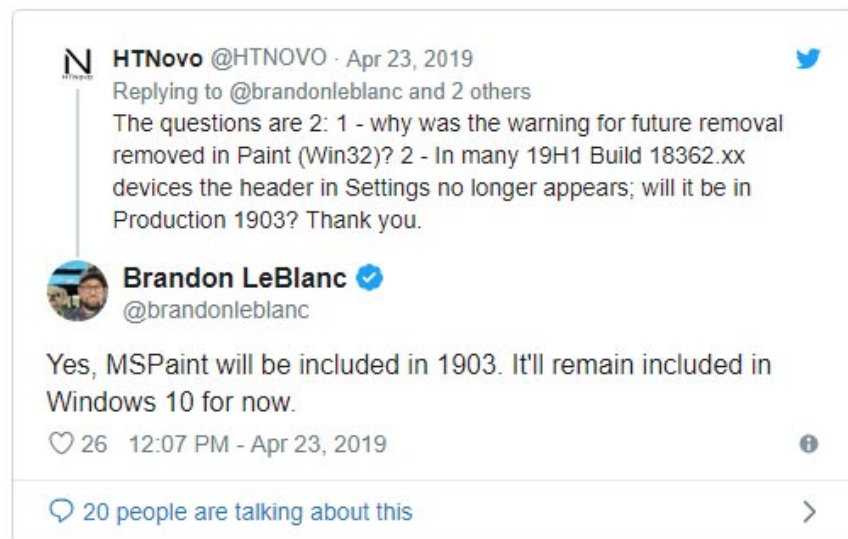 HTNovo @HTNOVO · Apr 23, 2019
Replying to @brandonleblanc and 2 others
The questions are 2: 1 - why was the warning for future removal
removed in Paint (Win32)? 2 - In many 19H1 Build 18362.xx
devices the header in Settings no longer appears; will it be in
Production 1903? Thank you.
Brandon LeBlanc
@brandonleblanc
Yes, MSPaint will be included in 1903. It'll remain included in
Windows 10 for now.
26 12:07 PM - Apr 23, 2019
20 people are talking about this